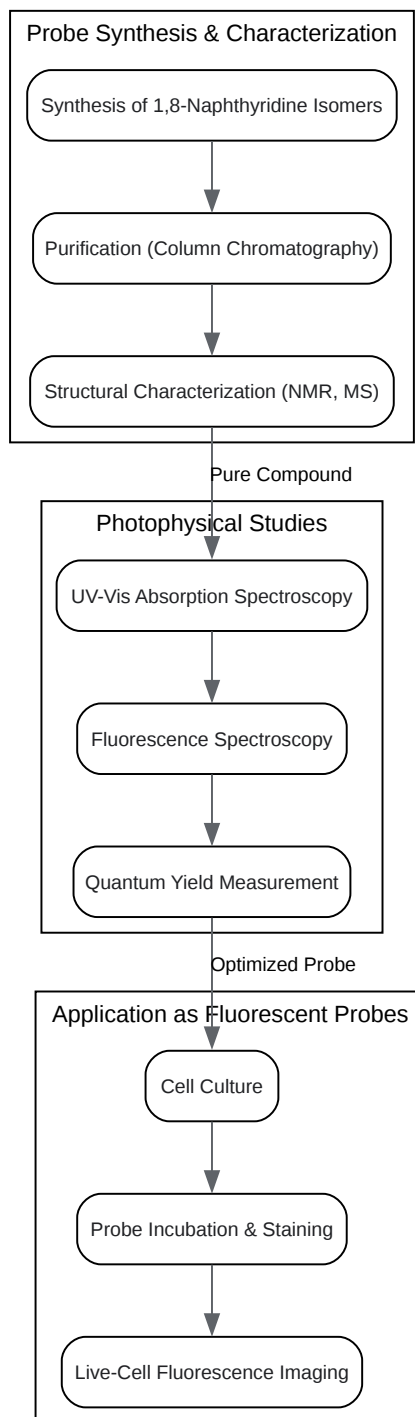 Probe Synthesis & Characterization
Synthesis of 1,8-Naphthyridine Isomers
Purification (Column Chromatography)
Structural Characterization (NMR, MS)
Pure Compound
Photophysical Studies
UV-Vis Absorption Spectroscopy
Fluorescence Spectroscopy
Quantum Yield Measurement
Optimized Probe
Application as Fluorescent Probes
Cell Culture
Probe Incubation & Staining
Live-Cell Fluorescence Imaging